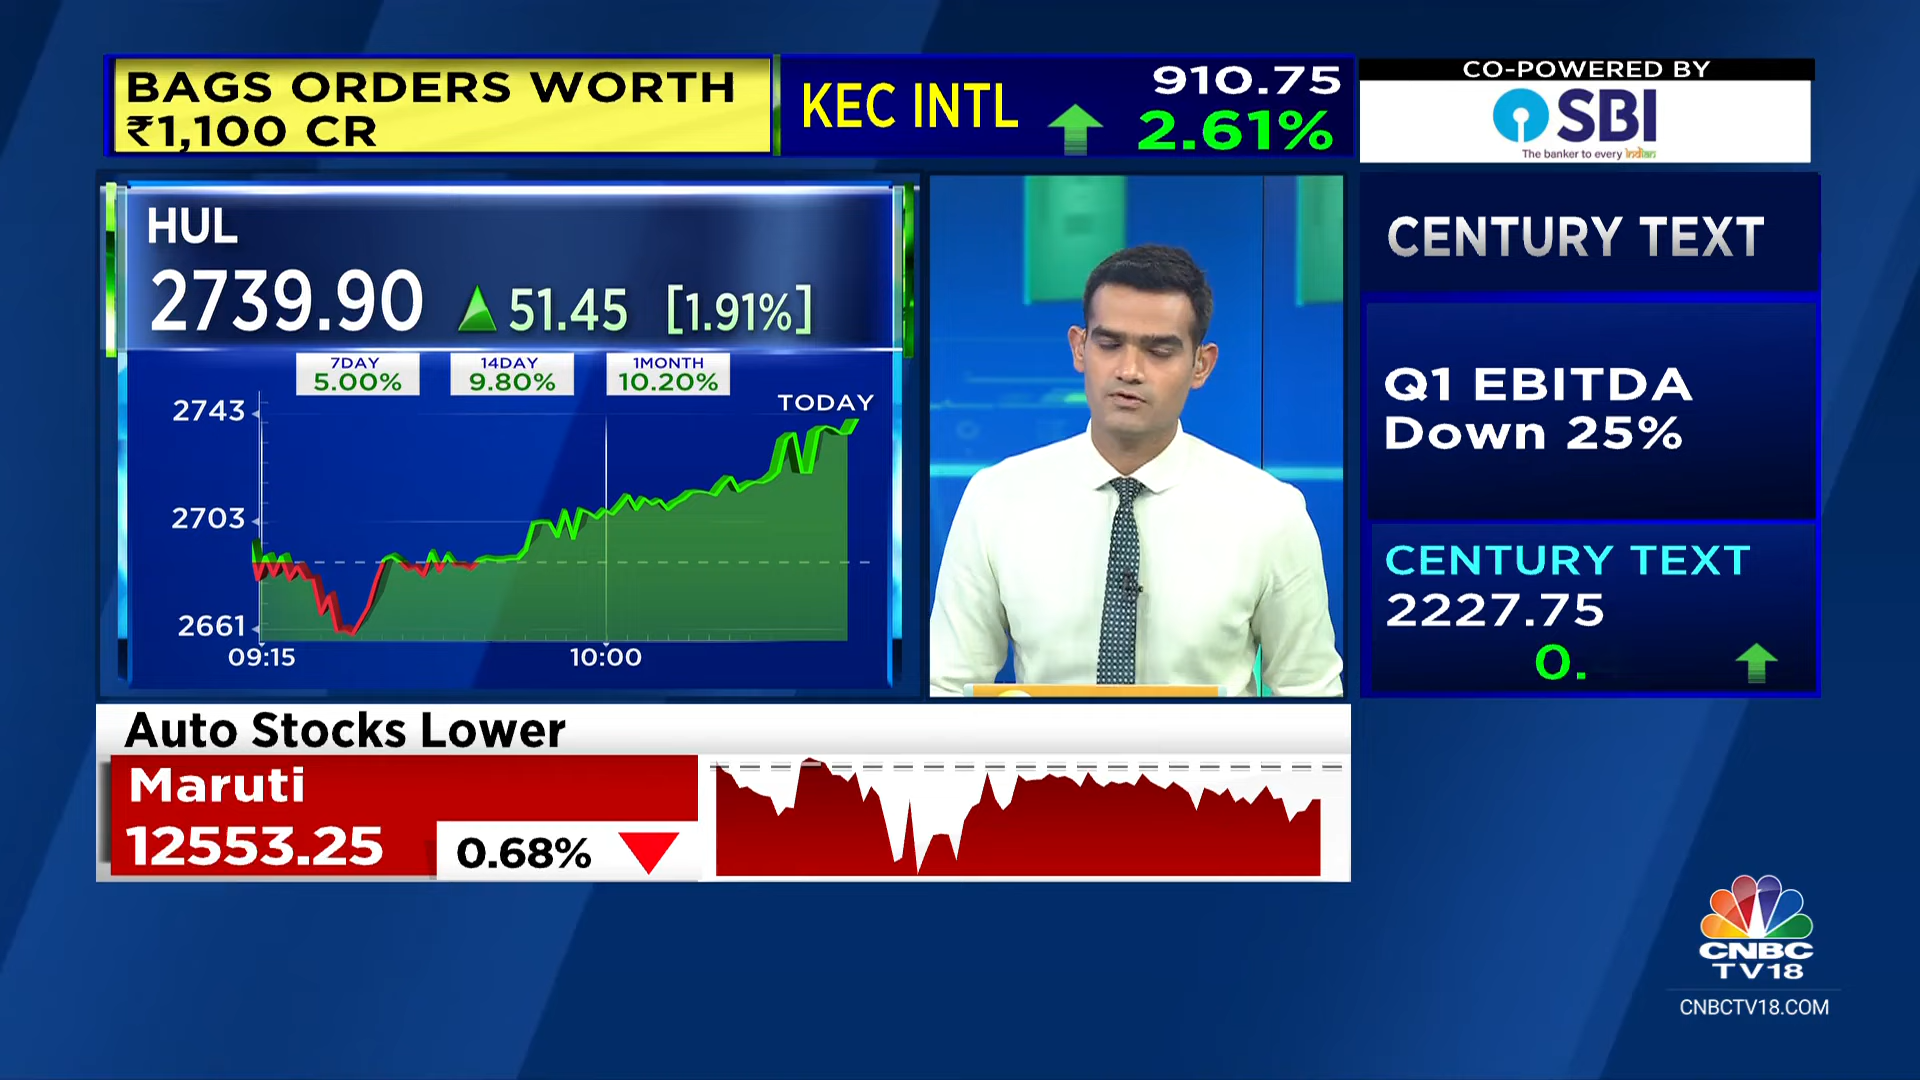 BAGS ORDERS WORTH
₹1,100 CR
KEC INTL
910.75
2.61%
CO-POWERED BY
SBI
The banker to every indian
HUL
2739.90 51.45 [1.91%]
7DAY
5.00%
14DAY
9.80%
1MONTH
10.20%
TODAY
2743
2703
2661
09:15
10:00
CENTURY TEXT
Q1 EBITDA
Down 25%
CENTURY TEXT
2227.75
0.
Auto Stocks Lower
Maruti
12553.25
0.68%
CNBC
TV18
CNBCTV18.COM